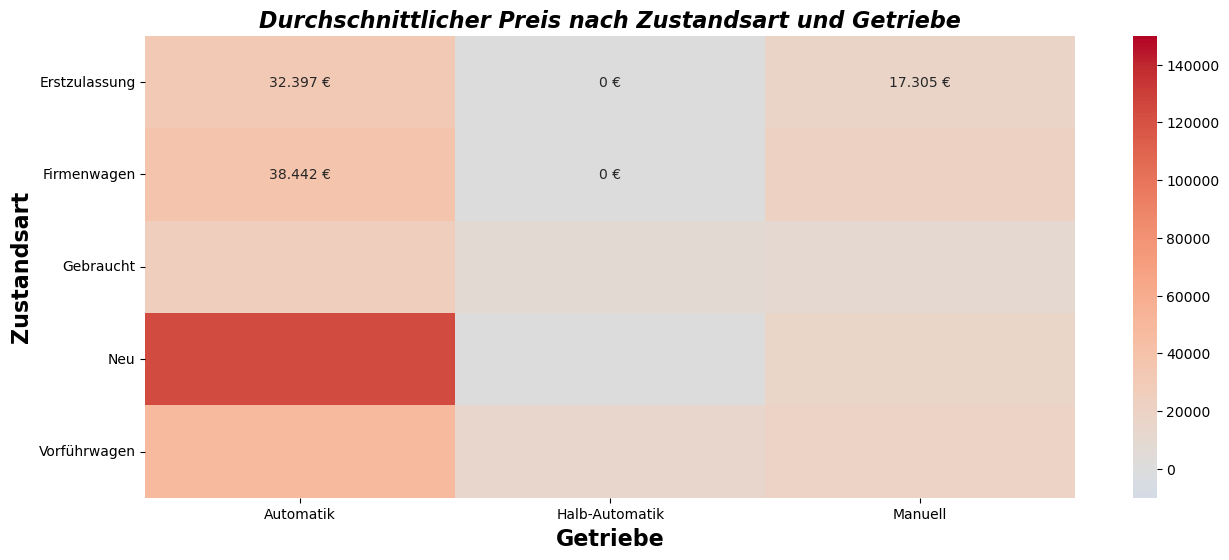 Durchschnittlicher Preis nach Zustandsart und Getriebe
Zustandsart
Erstzulassung
32.397 €
0 €
17.305 €
Firmenwagen
38.442 €
0 €
Gebraucht
Neu
Vorführwagen
Automatik
Halb-Automatik
Manuell
Getriebe
140000
120000
100000
80000
60000
40000
20000
0